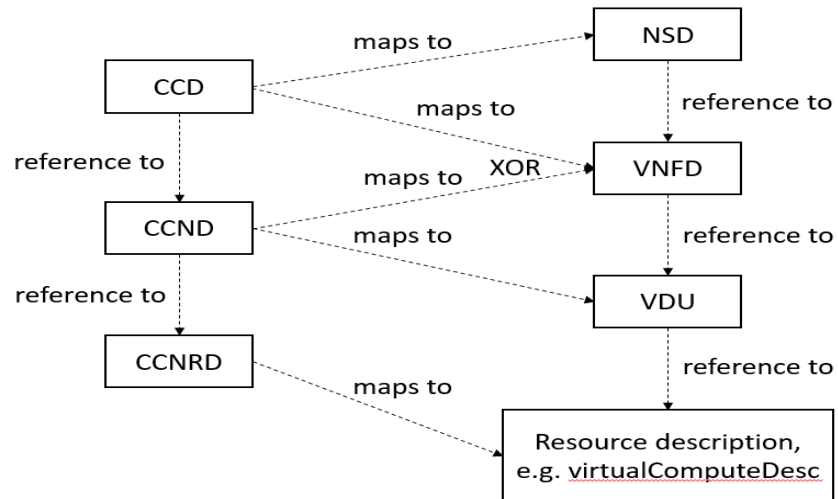 NSD
maps to
CCD
maps to
reference to
reference to
XOR
VNFD
maps to
CCND
maps to
reference to
reference to
VDU
CCNRD
maps to
reference to
Resource description,
e.g. virtualComputeDesc